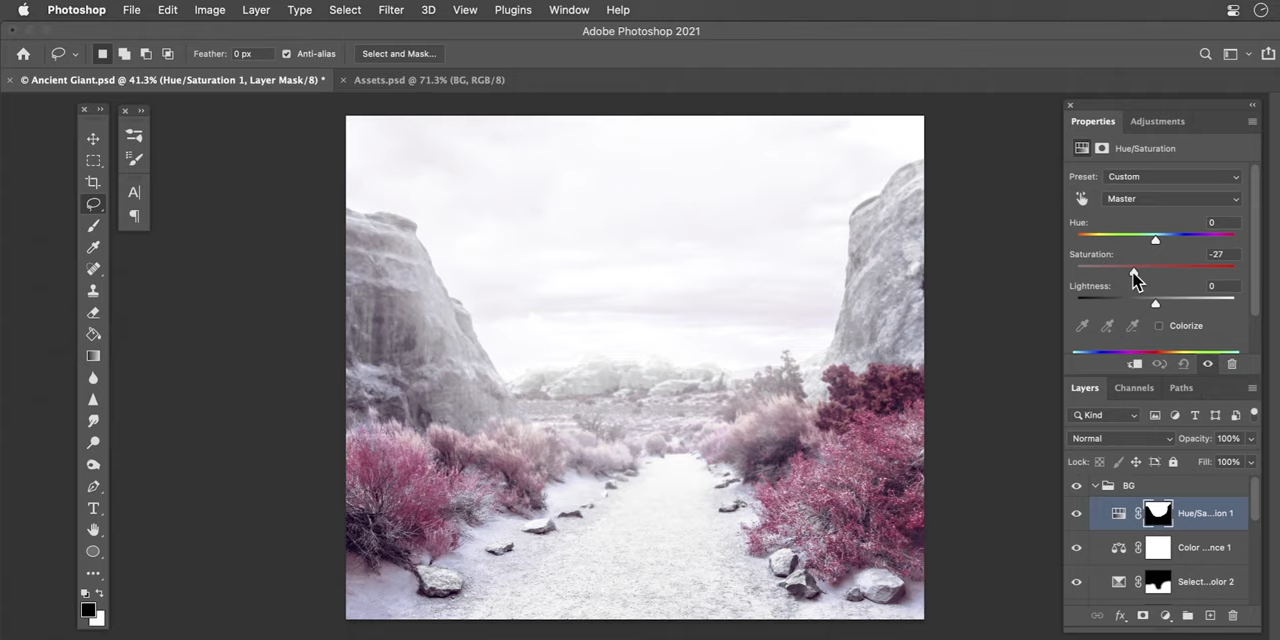 Photoshop File Edit Image Layer Type Select Filter 3D View Plugins Window Help
Adobe Photoshop 2021
Feather: 0 px Anti-alias Select and Mask...
© Ancient Giant.psd @ 41.3% (Hue/Saturation 1, Layer Mask/8) * Assets.psd @ 71.3% (BG, RGB/8)
Properties Adjustments
Hue/Saturation
Preset: Custom
Master
Hue: 0
Saturation: -27
Lightness: 0
Colorize
Layers Channels Paths
Kind
Normal Opacity: 100%
Lock: Fill: 100%
BG
Hue/Sa...ion 1
Color ...nce 1
Select...olor 2